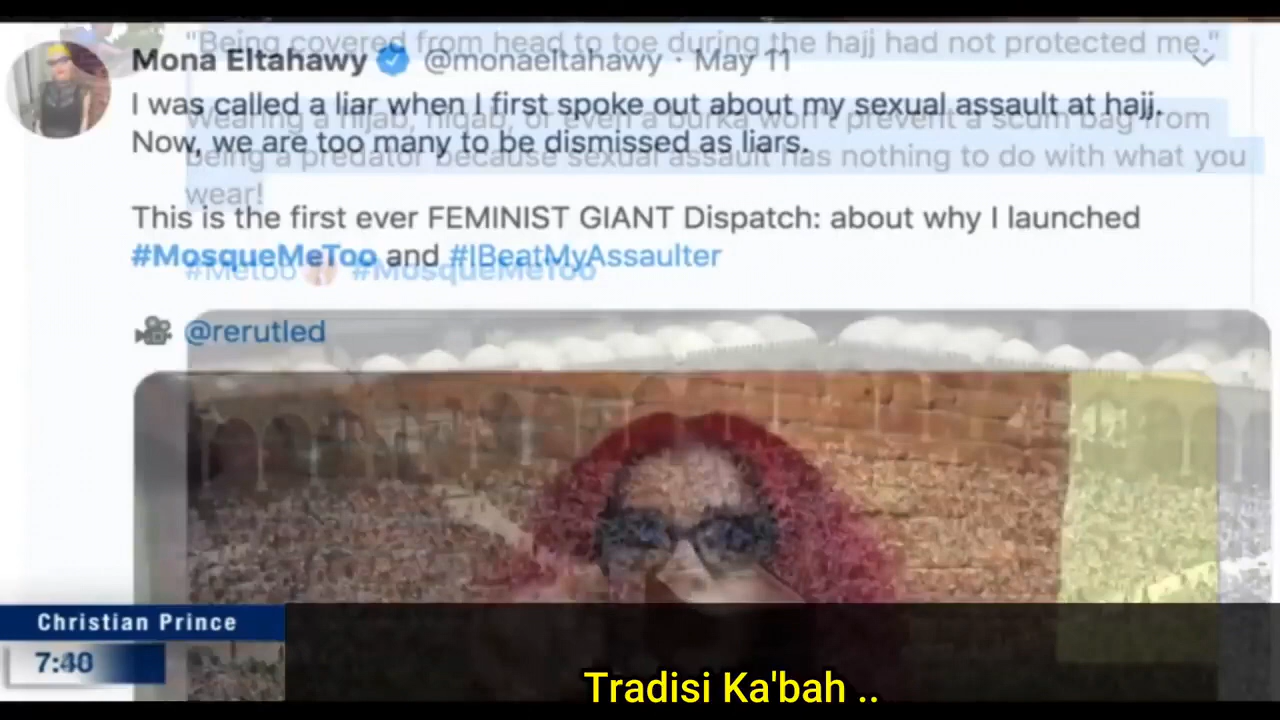 "Being covered from head to toe during the hajj had not protected me."
Mona Eltahawy @monaeltahawy · May 11
I was called a liar when I first spoke out about my sexual assault at hajj.
Wearing a hijab, niqab, or even a burka won't prevent a scum bag from
Now, we are too many to be dismissed as liars.
being a predator because sexual assault has nothing to do with what you
wear!
This is the first ever FEMINIST GIANT Dispatch: about why I launched
#MosqueMeToo and #IBeatMyAssaulter
#Metoo #MosqueMeToo
@rerutled
Christian Prince
7:40
Tradisi Ka'bah ..